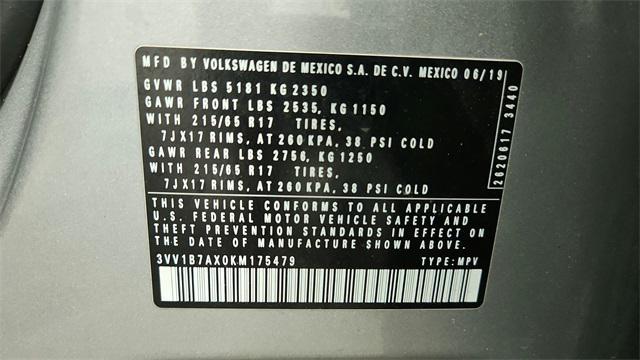 MFD BY VOLKSWAGEN DE MEXICO S.A. DE C.V. MEXICO 06/19
GVWR LBS 5181 KG 2350
GAWR FRONT LBS 2535, KG 1150
WITH 215/65 R17 TIRES,
7JX17 RIMS, AT 260 KPA, 38 PSI COLD
GAWR REAR LBS 2756, KG 1250
WITH 215/65 R17 TIRES,
7JX17 RIMS, AT 260 KPA, 38 PSI COLD
2620617 3440
THIS VEHICLE CONFORMS TO ALL APPLICABLE
U.S. FEDERAL MOTOR VEHICLE SAFETY AND
THEFT PREVENTION STANDARDS IN EFFECT ON
THE DATE OF MANUFACTURE SHOWN ABOVE.
3VV1B7AX0KM175479 TYPE: MPV